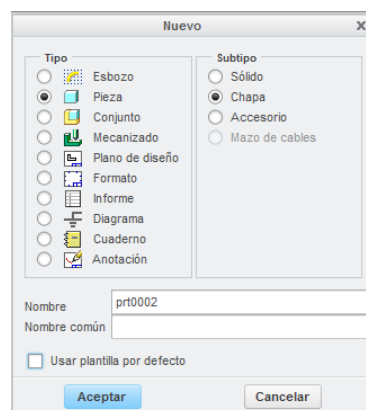 Nuevo
Tipo
Esbozo
Pieza
Conjunto
Mecanizado
Plano de diseño
Formato
Informe
Diagrama
Cuaderno
Anotación
Subtipo
Sólido
Chapa
Accesorio
Mazo de cables
Nombre prt0002
Nombre común
Usar plantilla por defecto
Aceptar Cancelar